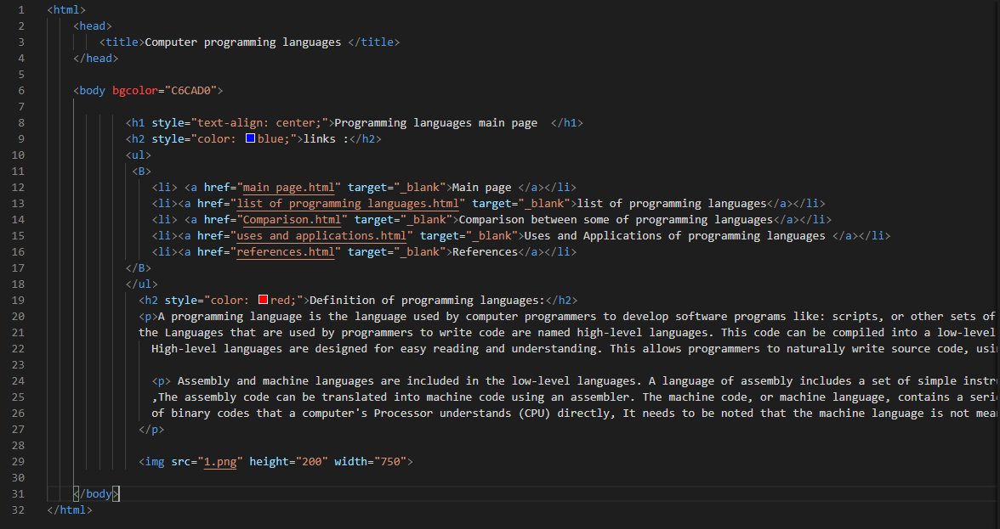 1 <html>
2 <head>
3 <title>Computer programming languages </title>
4 </head>
5
6 <body bgcolor="C6CAD0">
7
8 <h1 style="text-align: center;">Programming languages main page  </h1>
9 <h2 style="color: blue;">links :</h2>
10 <ul>
11 <B>
12 <li> <a href="main page.html" target="_blank">Main page </a></li>
13 <li><a href="list of programming languages.html" target="_blank">list of programming languages</a></li>
14 <li> <a href="Comparison.html" target="_blank">Comparison between some of programming languages</a></li>
15 <li><a href="uses and applications.html" target="_blank">Uses and Applications of programming languages </a></li>
16 <li><a href="references.html" target="_blank">References</a></li>
17 </B>
18 </ul>
19 <h2 style="color: red;">Definition of programming languages:</h2>
20 <p>A programming language is the language used by computer programmers to develop software programs like: scripts, or other sets of
21 the Languages that are used by programmers to write code are named high-level languages. This code can be compiled into a low-level
22 High-level languages are designed for easy reading and understanding. This allows programmers to naturally write source code, usi
23
24 <p> Assembly and machine languages are included in the low-level languages. A language of assembly includes a set of simple instr
25 ,The assembly code can be translated into machine code using an assembler. The machine code, or machine language, contains a seri
26 of binary codes that a computer's Processor understands (CPU) directly, It needs to be noted that the machine language is not mea
27 </p>
28
29 <img src="1.png" height="200" width="750">
30
31 </body>
32 </html>